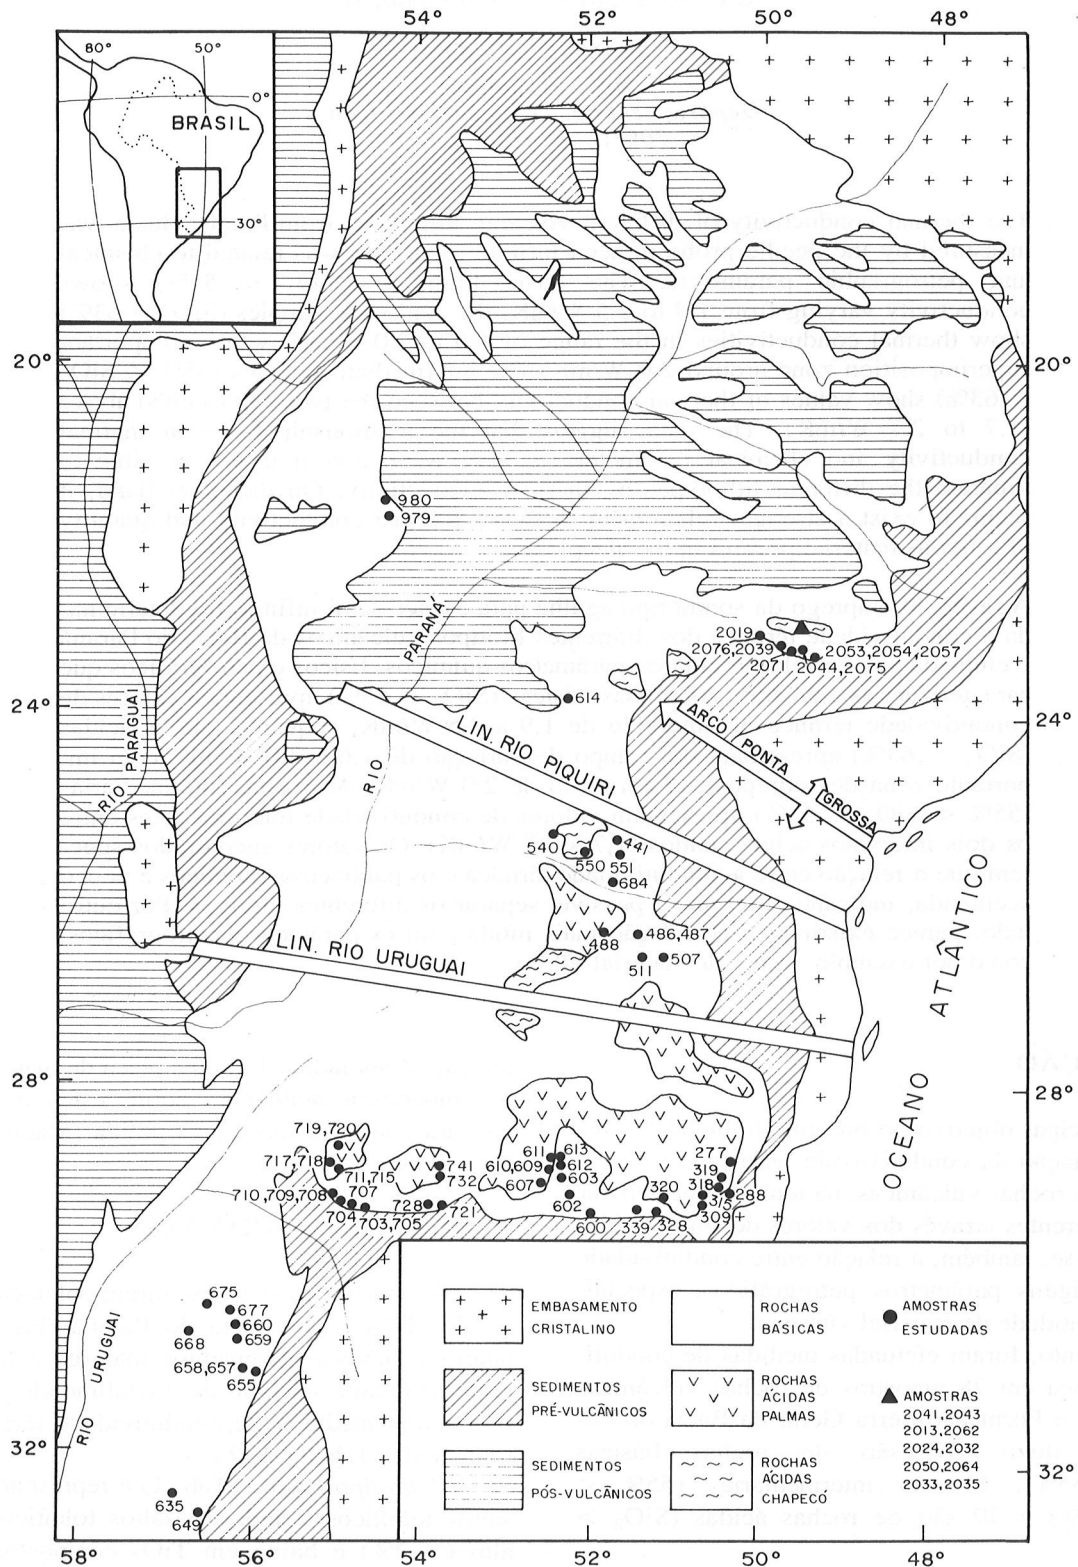 54° 52° 50° 48°
80° 50°
0°
BRASIL
30°
20° 20°
980
979
PARANÁ
RIO
2019
2076,2039
2053,2054,2057
2071, 2044,2075
614
24° 24°
ARCO PONTA GROSSA
LIN. RIO PIQUIRI
RIO PARAGUAI
540
441
550 551
684
488
486,487
511
507
LIN. RIO URUGUAI
OCEANO ATLÂNTICO
28° 28°
719,720
717,718
711,715
741
732
710,709,708
707
704
703,705
728
721
611
613
610,609
612
603
607
602
600
277
319
318
315
288
309
320
339
328
675
677
660
668
659
658,657
655
RIO URUGUAI
32° 32°
635
649
EMBASAMENTO
CRISTALINO
ROCHAS
BÁSICAS
AMOSTRAS
ESTUDADAS
SEDIMENTOS
PRÉ-VULCÂNICOS
ROCHAS
ÁCIDAS
PALMAS
AMOSTRAS
2041,2043
2013,2062
2024,2032
2050,2064
2033,2035
SEDIMENTOS
PÓS-VULCÂNICOS
ROCHAS
ÁCIDAS
CHAPECÓ
58° 56° 54° 52° 50° 48°